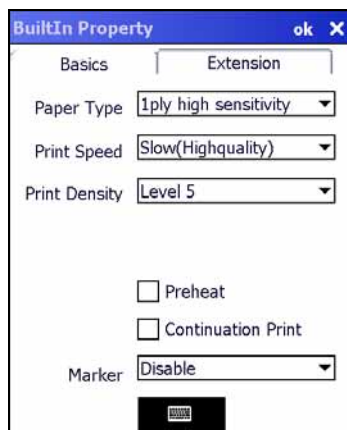 BuiltIn Property ok X
Basics Extension
Paper Type 1ply high sensitivity
Print Speed Slow(Highquality)
Print Density Level 5
Preheat
Continuation Print
Marker Disable